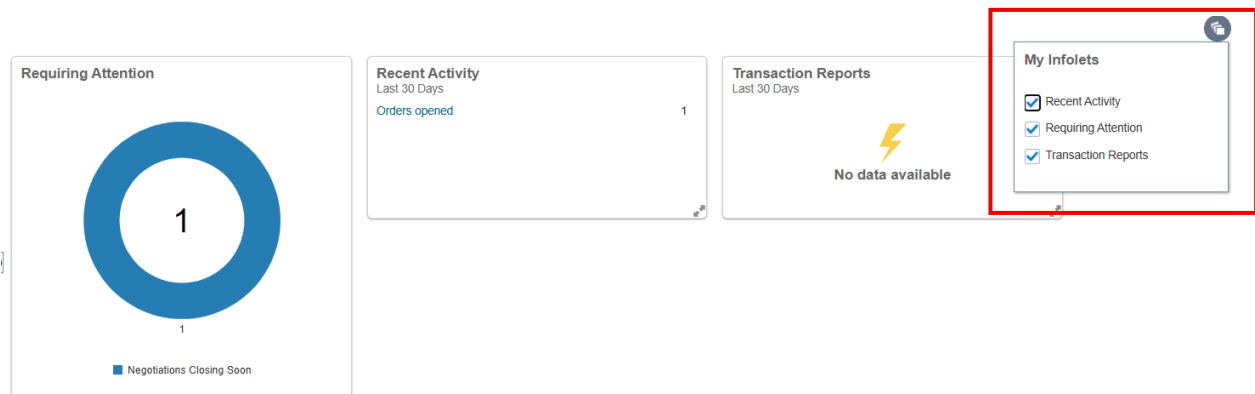 Requiring Attention
1
1
Negotiations Closing Soon
Recent Activity
Last 30 Days
Orders opened 1
Transaction Reports
Last 30 Days
No data available
My Infolets
Recent Activity
Requiring Attention
Transaction Reports